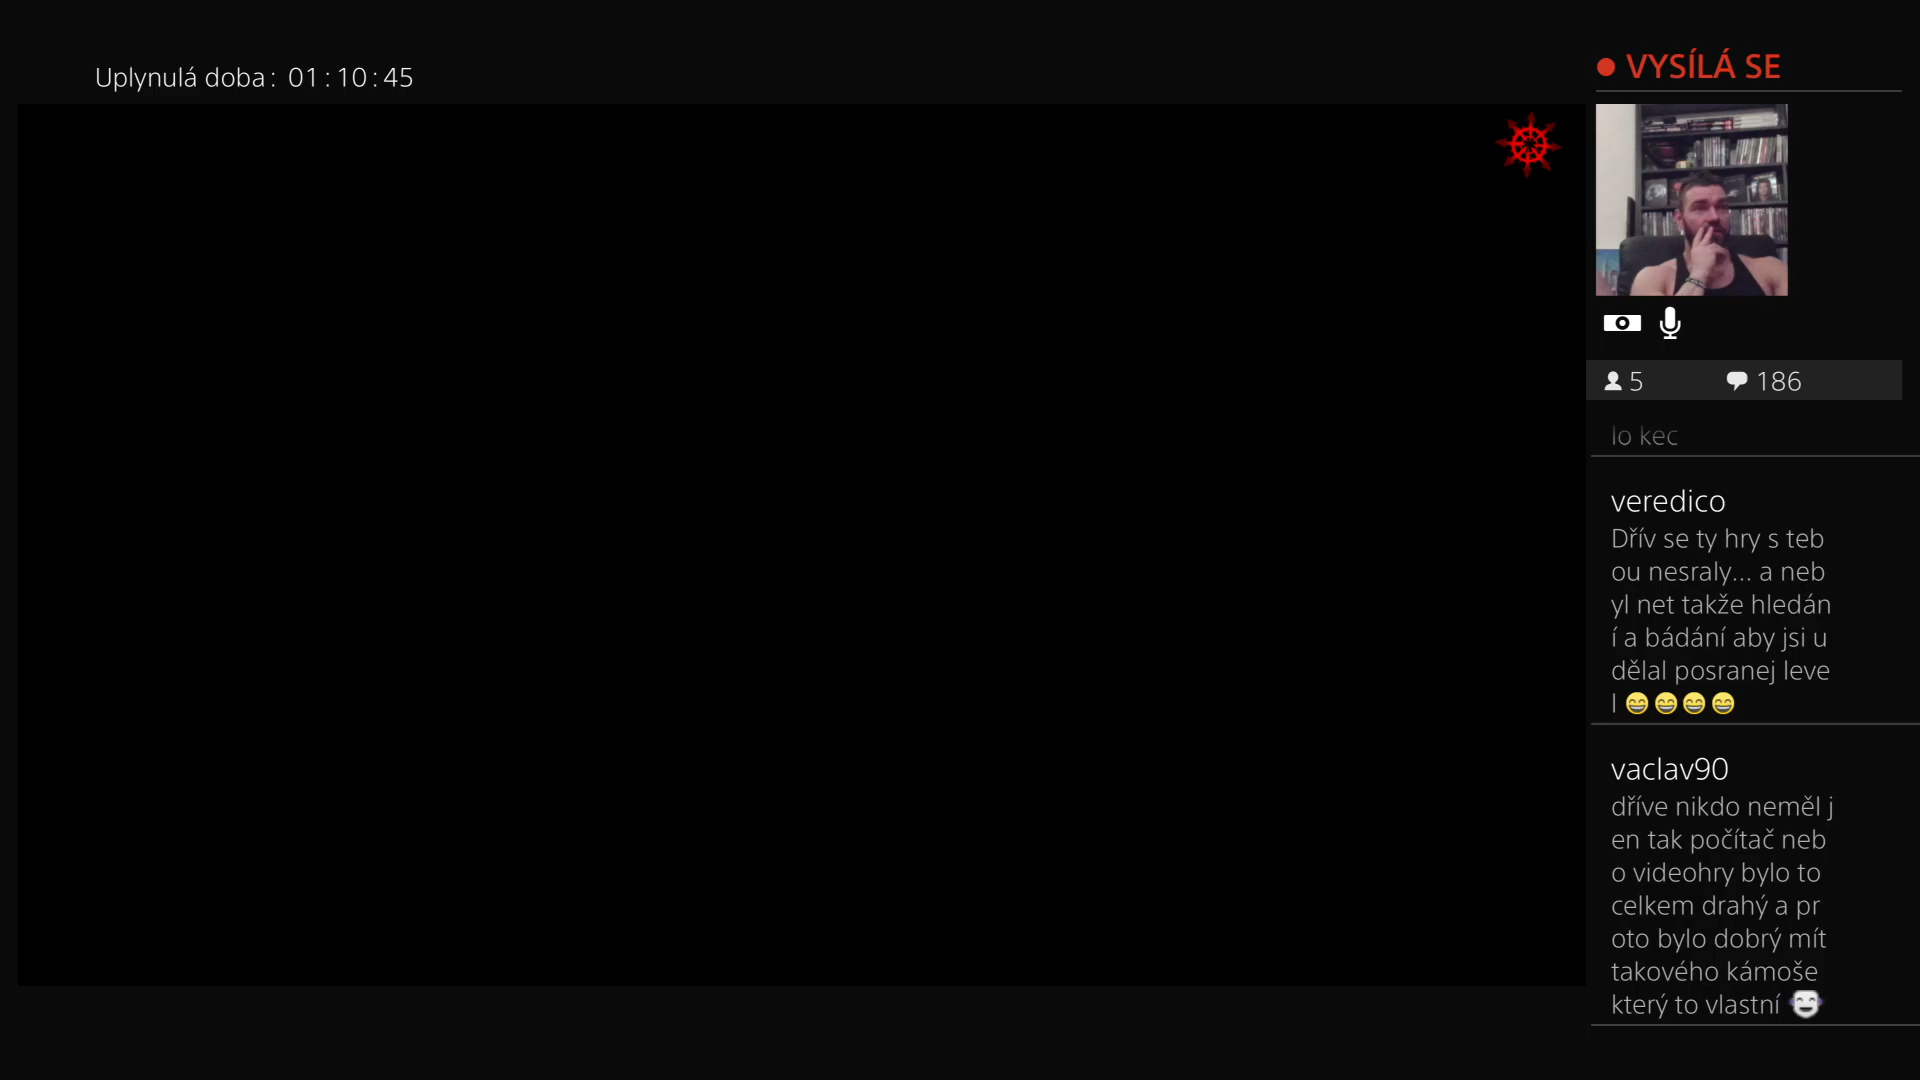 Uplynulá doba: 01:10:45
VYSÍLÁ SE
5 186
lo kec
veredico
Dřív se ty hry s teb
ou nesraly... a neb
yl net takže hledán
í a bádání aby jsi u
dělal posranej leve
l 😄😄😄😄
vaclav90
dříve nikdo neměl j
en tak počítač neb
o videohry bylo to
celkem drahý a pr
oto bylo dobrý mít
takového kámoše
který to vlastní